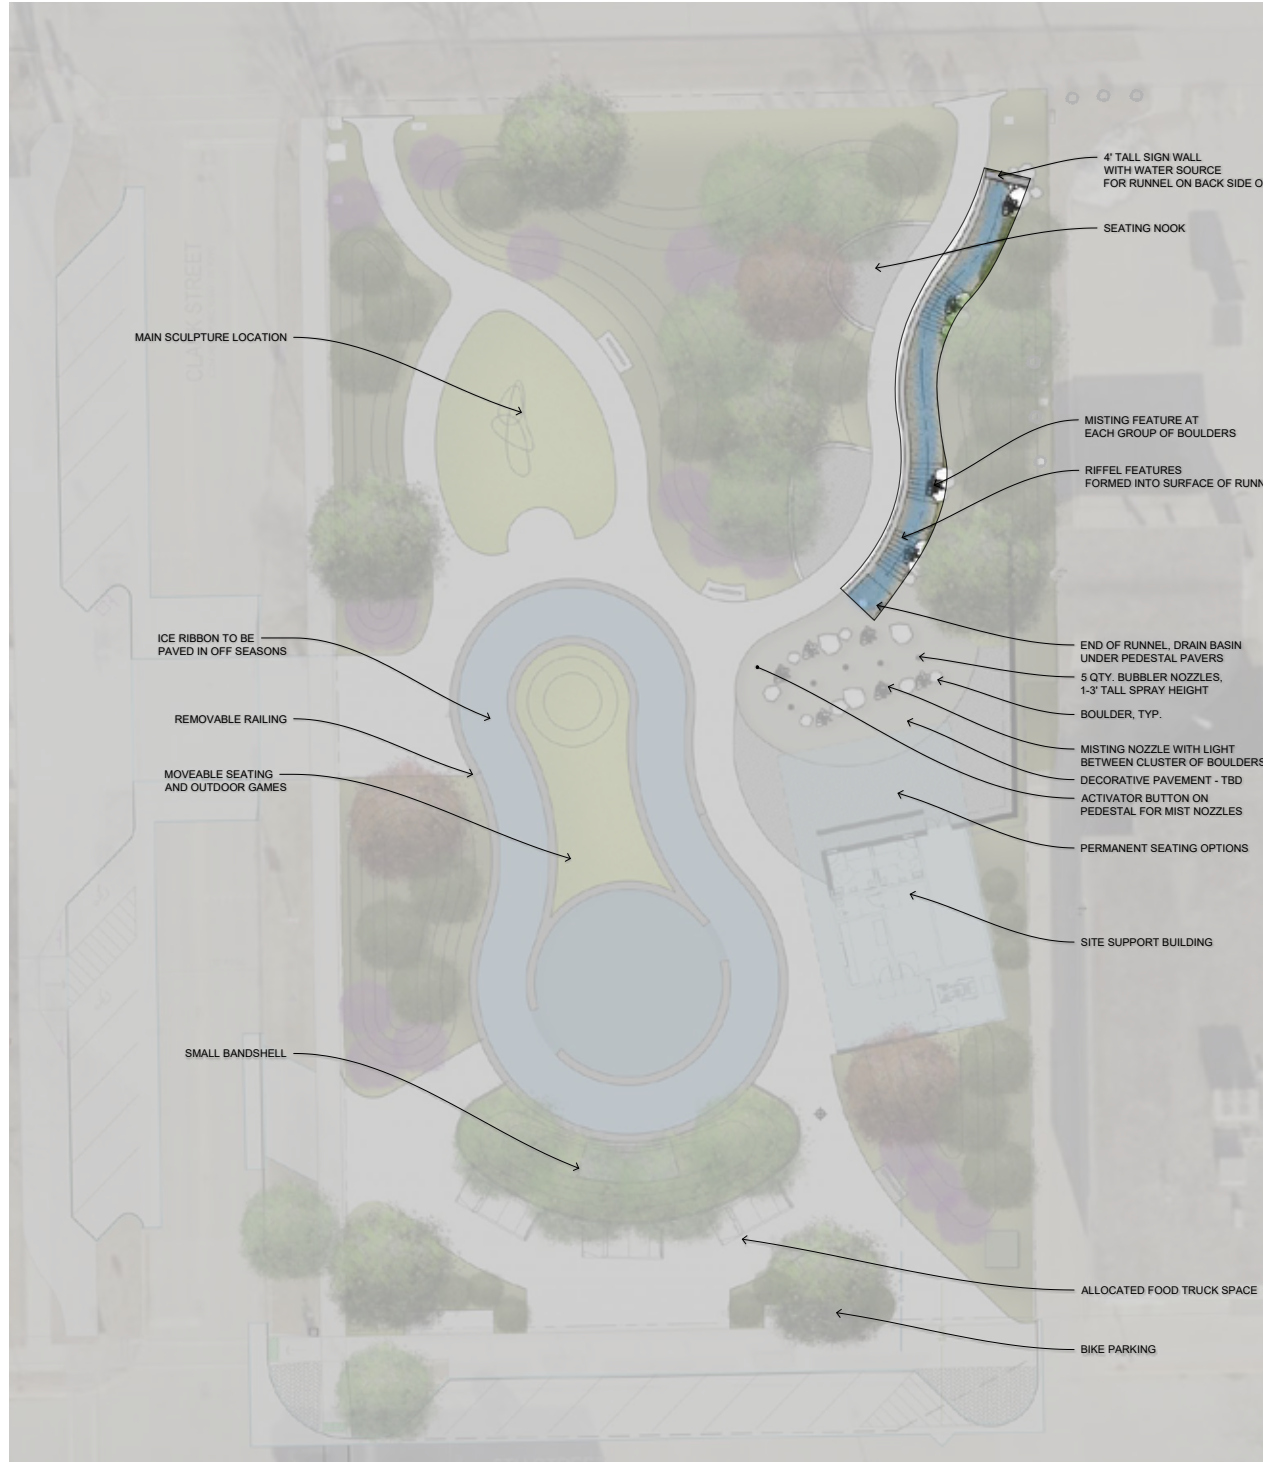 4' TALL SIGN WALL
WITH WATER SOURCE
FOR RUNNEL ON BACK SIDE O
SEATING NOOK
MAIN SCULPTURE LOCATION
MISTING FEATURE AT
EACH GROUP OF BOULDERS
RIFFEL FEATURES
FORMED INTO SURFACE OF RUNN
ICE RIBBON TO BE
PAVED IN OFF SEASONS
END OF RUNNEL, DRAIN BASIN
UNDER PEDESTAL PAVERS
5 QTY. BUBBLER NOZZLES,
1-3' TALL SPRAY HEIGHT
BOULDER, TYP.
REMOVABLE RAILING
MISTING NOZZLE WITH LIGHT
BETWEEN CLUSTER OF BOULDERS
DECORATIVE PAVEMENT - TBD
MOVEABLE SEATING
AND OUTDOOR GAMES
ACTIVATOR BUTTON ON
PEDESTAL FOR MIST NOZZLES
PERMANENT SEATING OPTIONS
SITE SUPPORT BUILDING
SMALL BANDSHELL
ALLOCATED FOOD TRUCK SPACE
BIKE PARKING